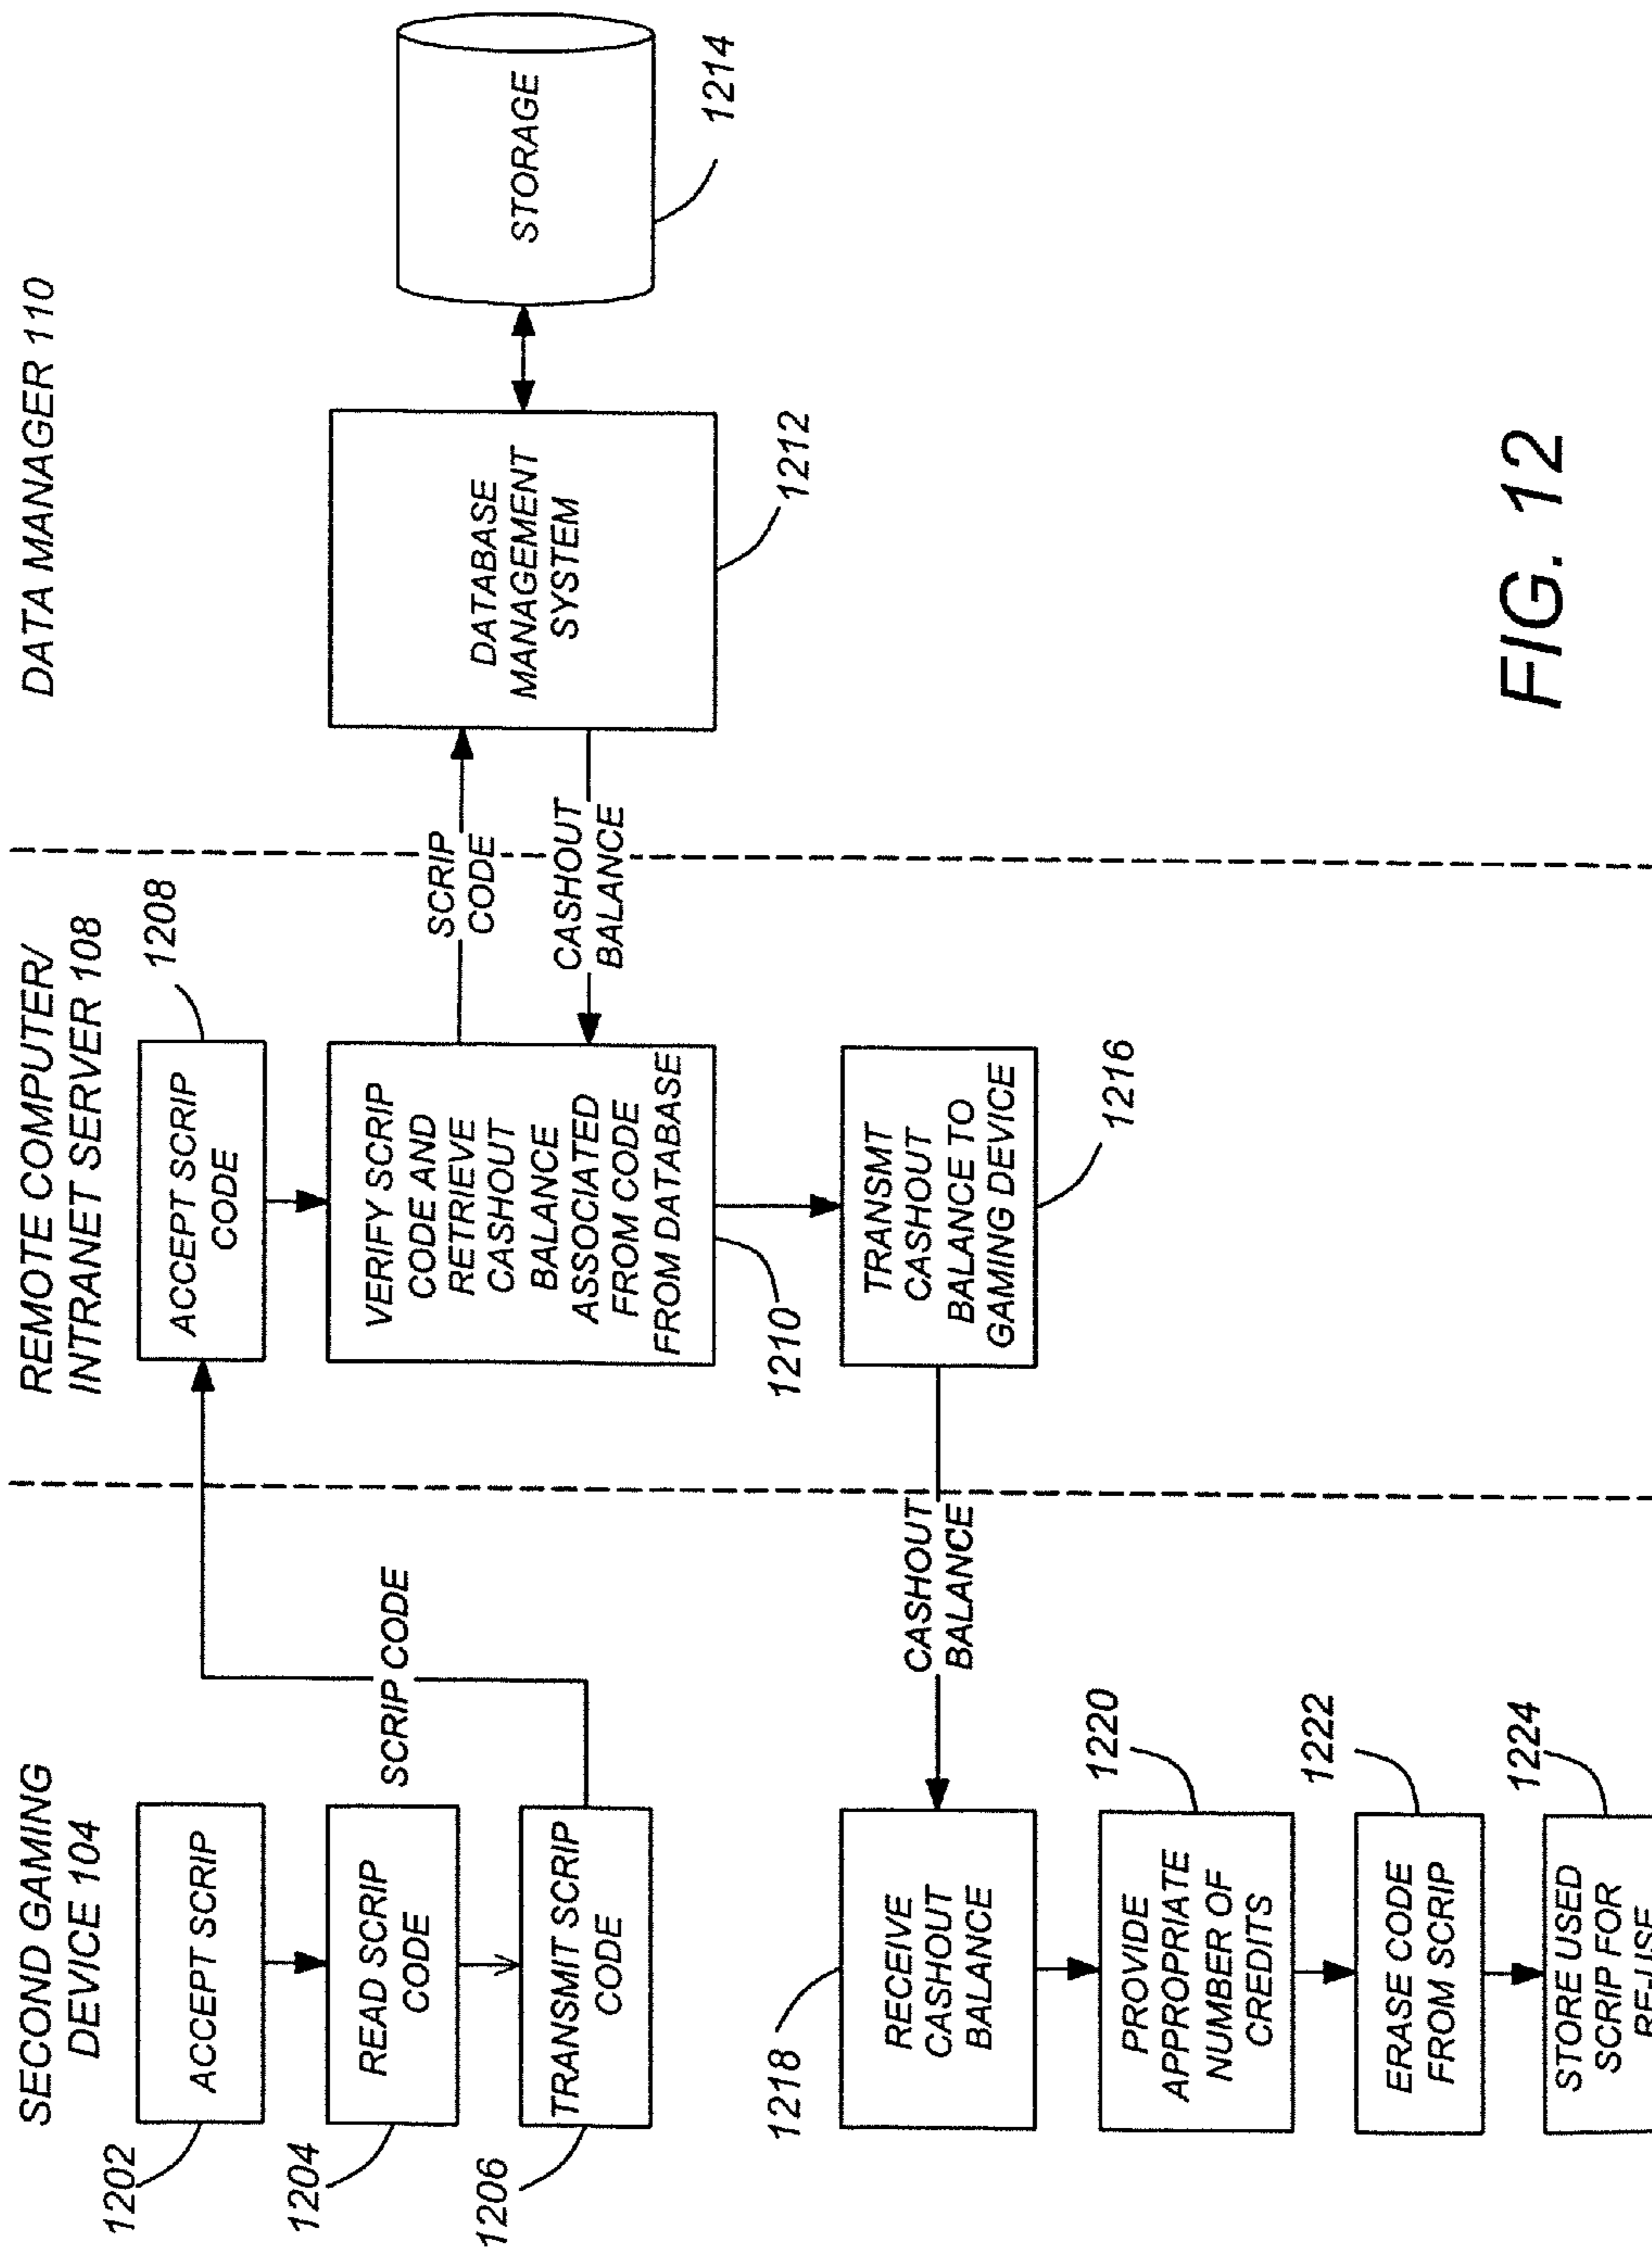 SECOND GAMING
DEVICE 104
REMOTE COMPUTER/
INTRANET SERVER 108
DATA MANAGER 110
1202
ACCEPT SCRIP
1204
READ SCRIP
CODE
1206
TRANSMIT SCRIP
CODE
SCRIP CODE
1208
ACCEPT SCRIP
CODE
VERIFY SCRIP
CODE AND
RETRIEVE
CASHOUT
BALANCE
ASSOCIATED
FROM CODE
FROM DATABASE
1210
SCRIP
CODE
CASHOUT
BALANCE
DATABASE
MANAGEMENT
SYSTEM
1212
STORAGE
1214
TRANSMT
CASHOUT
BALANCE TO
GAMING DEVICE
1216
CASHOUT
BALANCE
1218
RECEIVE
CASHOUT
BALANCE
1220
PROVIDE
APPROPRIATE
NUMBER OF
CREDITS
1222
ERASE CODE
FROM SCRIP
1224
STORE USED
SCRIP FOR
RE-USE
FIG. 12